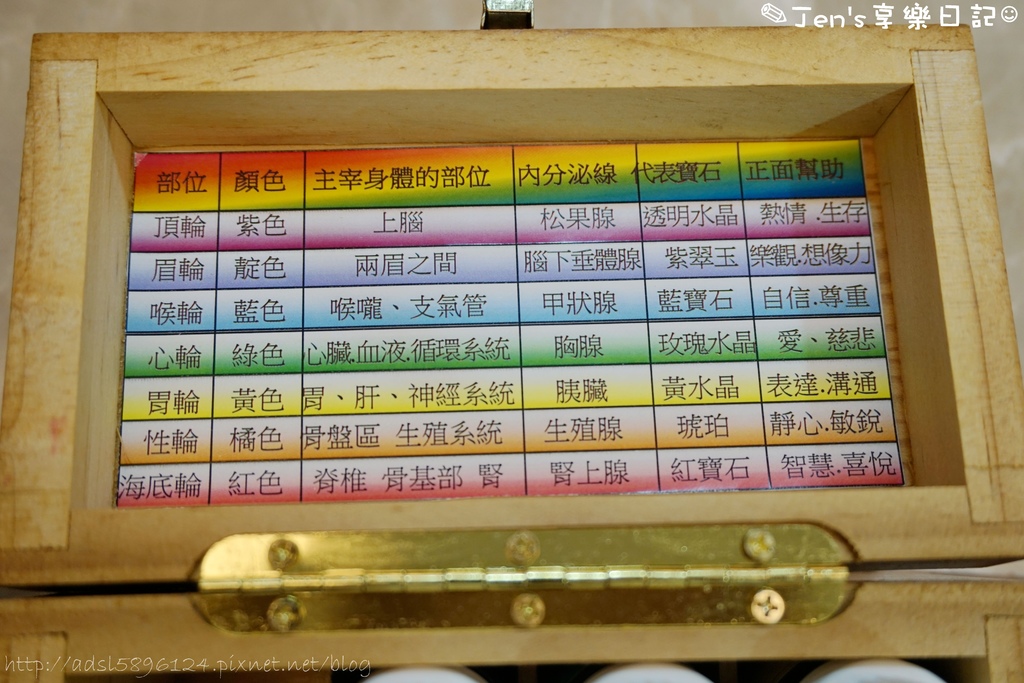 Jen's享樂日記
部位 顏色 主宰身體的部位 內分泌線 代表寶石 正面幫助
頂輪 紫色 上腦 松果腺 透明水晶 熱情.生存
眉輪 靛色 兩眉之間 腦下垂體腺 紫翠玉 樂觀.想像力
喉輪 藍色 喉嚨、支氣管 甲狀腺 藍寶石 自信.尊重
心輪 綠色 心臟.血液.循環系統 胸腺 玫瑰水晶 愛、慈悲
胃輪 黃色 胃、肝、神經系統 胰臟 黃水晶 表達.溝通
性輪 橘色 骨盤區 生殖系統 生殖腺 琥珀 靜心.敏銳
海底輪 紅色 脊椎 骨基部 腎 腎上腺 紅寶石 智慧.喜悅
http://adsl5896124.pixnet.net/blog